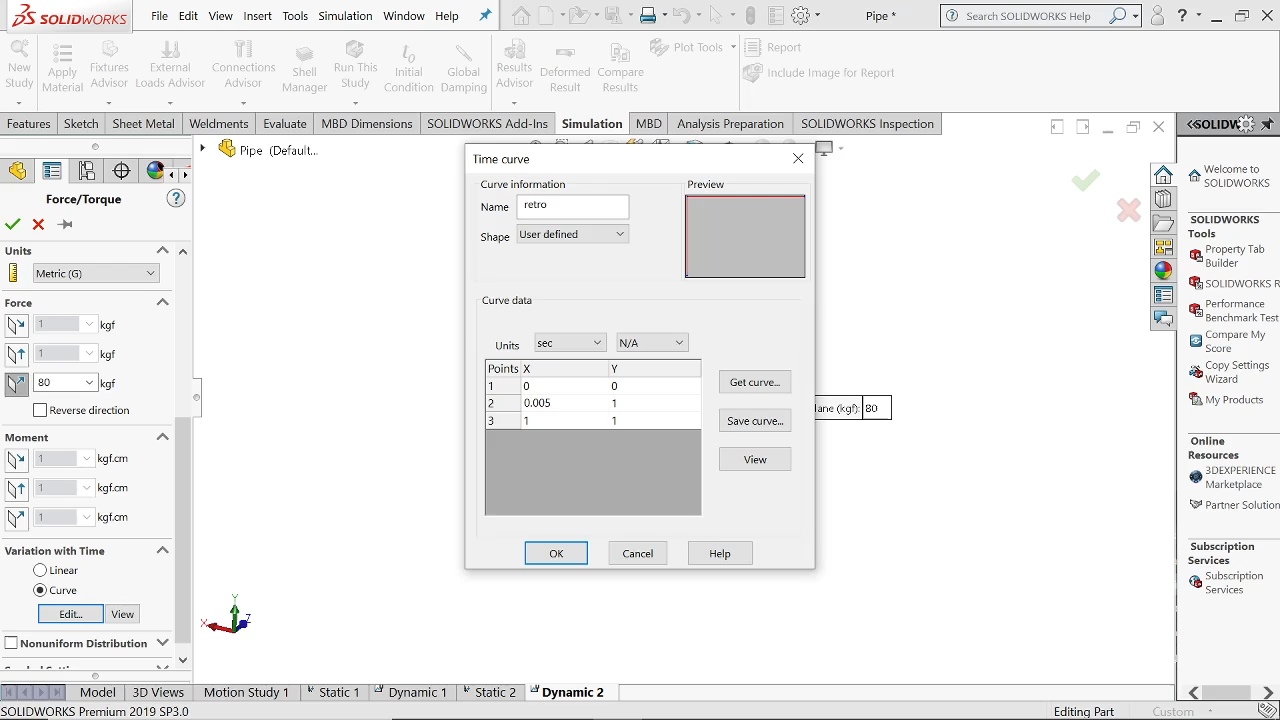 SOLIDWORKS
File Edit View Insert Tools Simulation Window Help
Pipe *
Search SOLIDWORKS Help
?
New Study
Apply Material
Fixtures Advisor
External Loads Advisor
Connections Advisor
Shell Manager
Run This Study
Initial Condition
Global Damping
Results Advisor
Deformed Result
Compare Results
Plot Tools
Report
Include Image for Report
Features Sketch Sheet Metal Weldments Evaluate MBD Dimensions SOLIDWORKS Add-Ins Simulation MBD Analysis Preparation SOLIDWORKS Inspection
Pipe (Default...
Force/Torque
?
Units
Metric (G)
Force
1 kgf
1 kgf
80 kgf
Reverse direction
Moment
1 kgf.cm
1 kgf.cm
1 kgf.cm
Variation with Time
Linear
Curve
Edit... View
Nonuniform Distribution
Time curve
Curve information
Name retro
Shape User defined
Preview
Curve data
Units sec N/A
Points X Y
1 0 0
2 0.005 1
3 1 1
Get curve...
Save curve...
View
OK Cancel Help
lane (kgf): 80
Y
X
Z
SOLIDW
Welcome to
SOLIDWORKS
SOLIDWORKS
Tools
Property Tab
Builder
SOLIDWORKS R
Performance
Benchmark Test
Compare My
Score
Copy Settings
Wizard
My Products
Online
Resources
3DEXPERIENCE
Marketplace
Partner Solution
Subscription
Services
Subscription
Services
Model 3D Views Motion Study 1 Static 1 Dynamic 1 Static 2 Dynamic 2
SOLIDWORKS Premium 2019 SP3.0
Editing Part
Custom